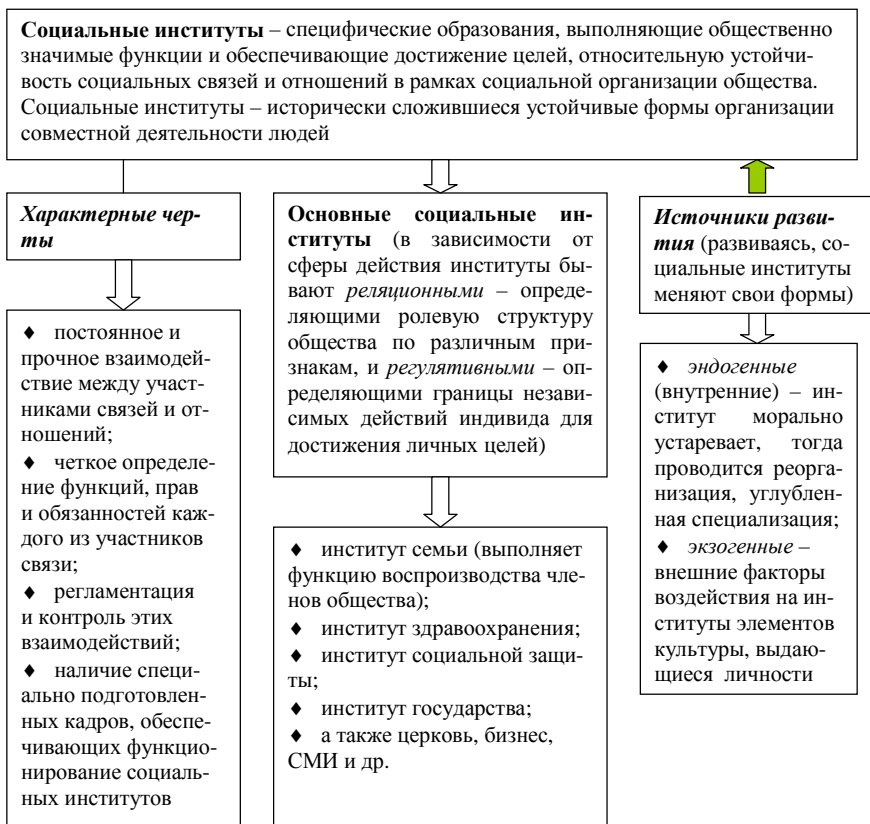 Социальные институты – специфические образования, выполняющие общественно
значимые функции и обеспечивающие достижение целей, относительную устойчи-
вость социальных связей и отношений в рамках социальной организации общества.
Социальные институты – исторически сложившиеся устойчивые формы организации
совместной деятельности людей
Характерные чер-
ты
♦ постоянное и
прочное взаимодей-
ствие между участ-
никами связей и от-
ношений;
♦ четкое определе-
ние функций, прав
и обязанностей каж-
дого из участников
связи;
♦ регламентация
и контроль этих
взаимодействий;
♦ наличие специ-
ально подготовлен-
ных кадров, обеспе-
чивающих функцио-
нирование социаль-
ных институтов
Основные социальные ин-
ституты (в зависимости от
сферы действия институты бы-
вают реляционными – опреде-
ляющими ролевую структуру
общества по различным при-
знакам, и регулятивными – оп-
ределяющими границы незави-
симых действий индивида для
достижения личных целей)
♦ институт семьи (выполняет
функцию воспроизводства чле-
нов общества);
♦ институт здравоохранения;
♦ институт социальной защи-
ты;
♦ институт государства;
♦ а также церковь, бизнес,
СМИ и др.
Источники разви-
тия (развиваясь, со-
циальные институты
меняют свои формы)
♦ эндогенные
(внутренние) – ин-
ститут морально
устаревает, тогда
проводится реорга-
низация, углублен-
ная специализация;
♦ экзогенные –
внешние факторы
воздействия на ин-
ституты элементов
культуры, выдаю-
щиеся личности